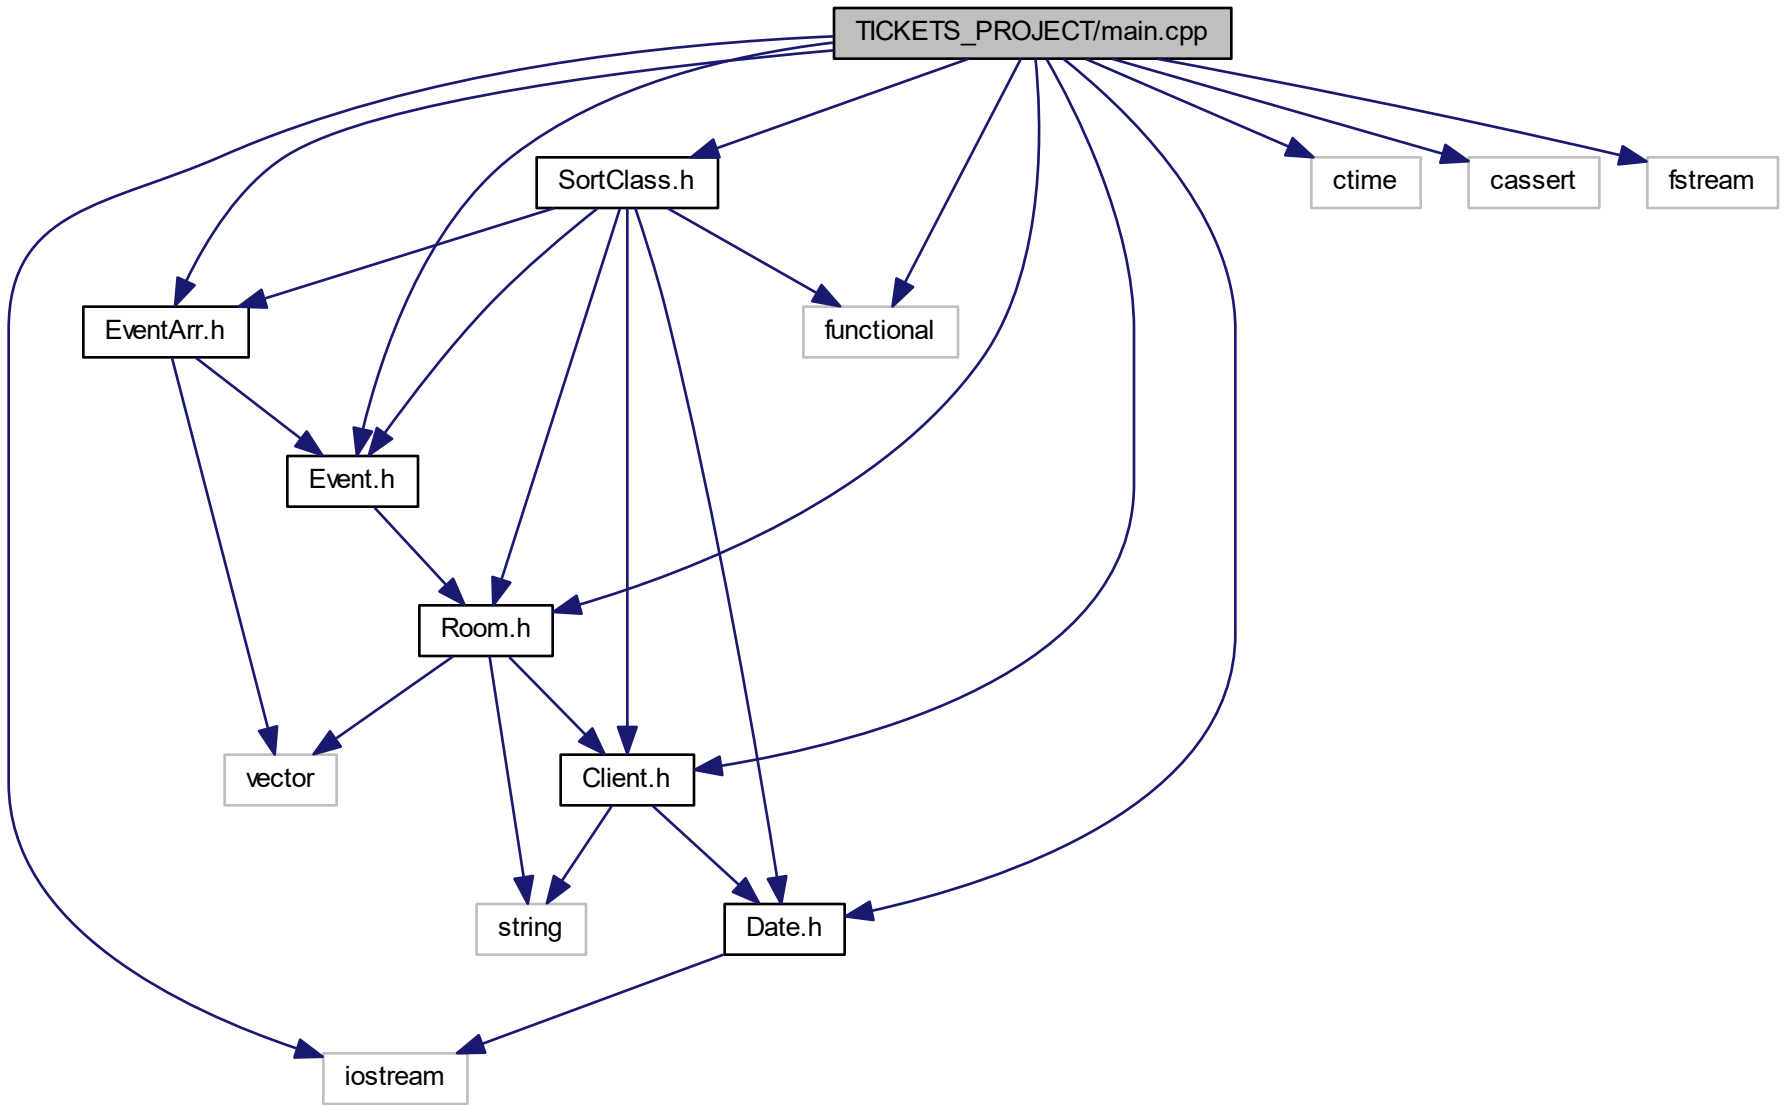 TICKETS_PROJECT/main.cpp
SortClass.h
ctime
cassert
fstream
EventArr.h
functional
Event.h
Room.h
vector
Client.h
string
Date.h
iostream